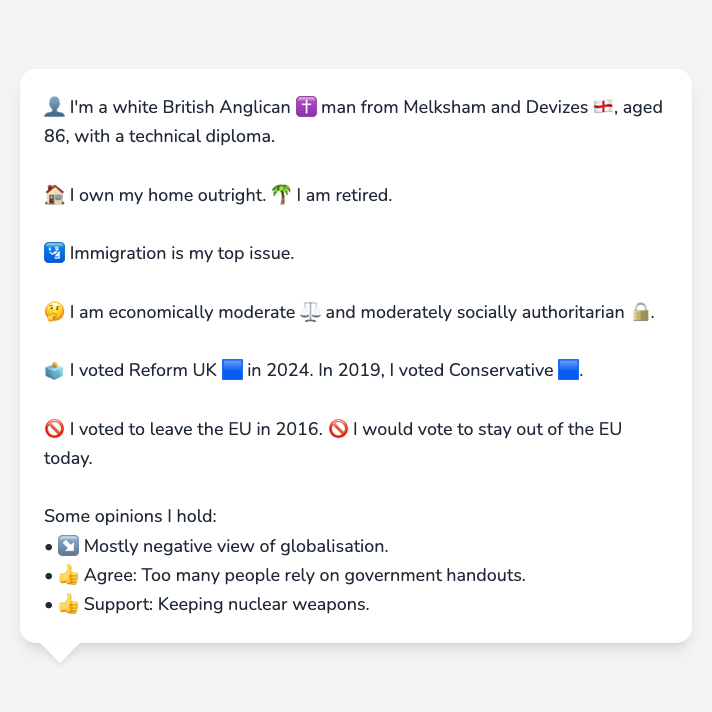 👤 I'm a white British Anglican ✝️ man from Melksham and Devizes 🏴󠁧󠁢󠁥󠁮󠁧󠁿, aged
86, with a technical diploma.
🏠 I own my home outright. 🌴 I am retired.
🛂 Immigration is my top issue.
🤔 I am economically moderate ⚖️ and moderately socially authoritarian 🔒.
🗳️ I voted Reform UK 🟦 in 2024. In 2019, I voted Conservative 🟦.
🚫 I voted to leave the EU in 2016. 🚫 I would vote to stay out of the EU
today.
Some opinions I hold:
• ↘️ Mostly negative view of globalisation.
• 👍 Agree: Too many people rely on government handouts.
• 👍 Support: Keeping nuclear weapons.